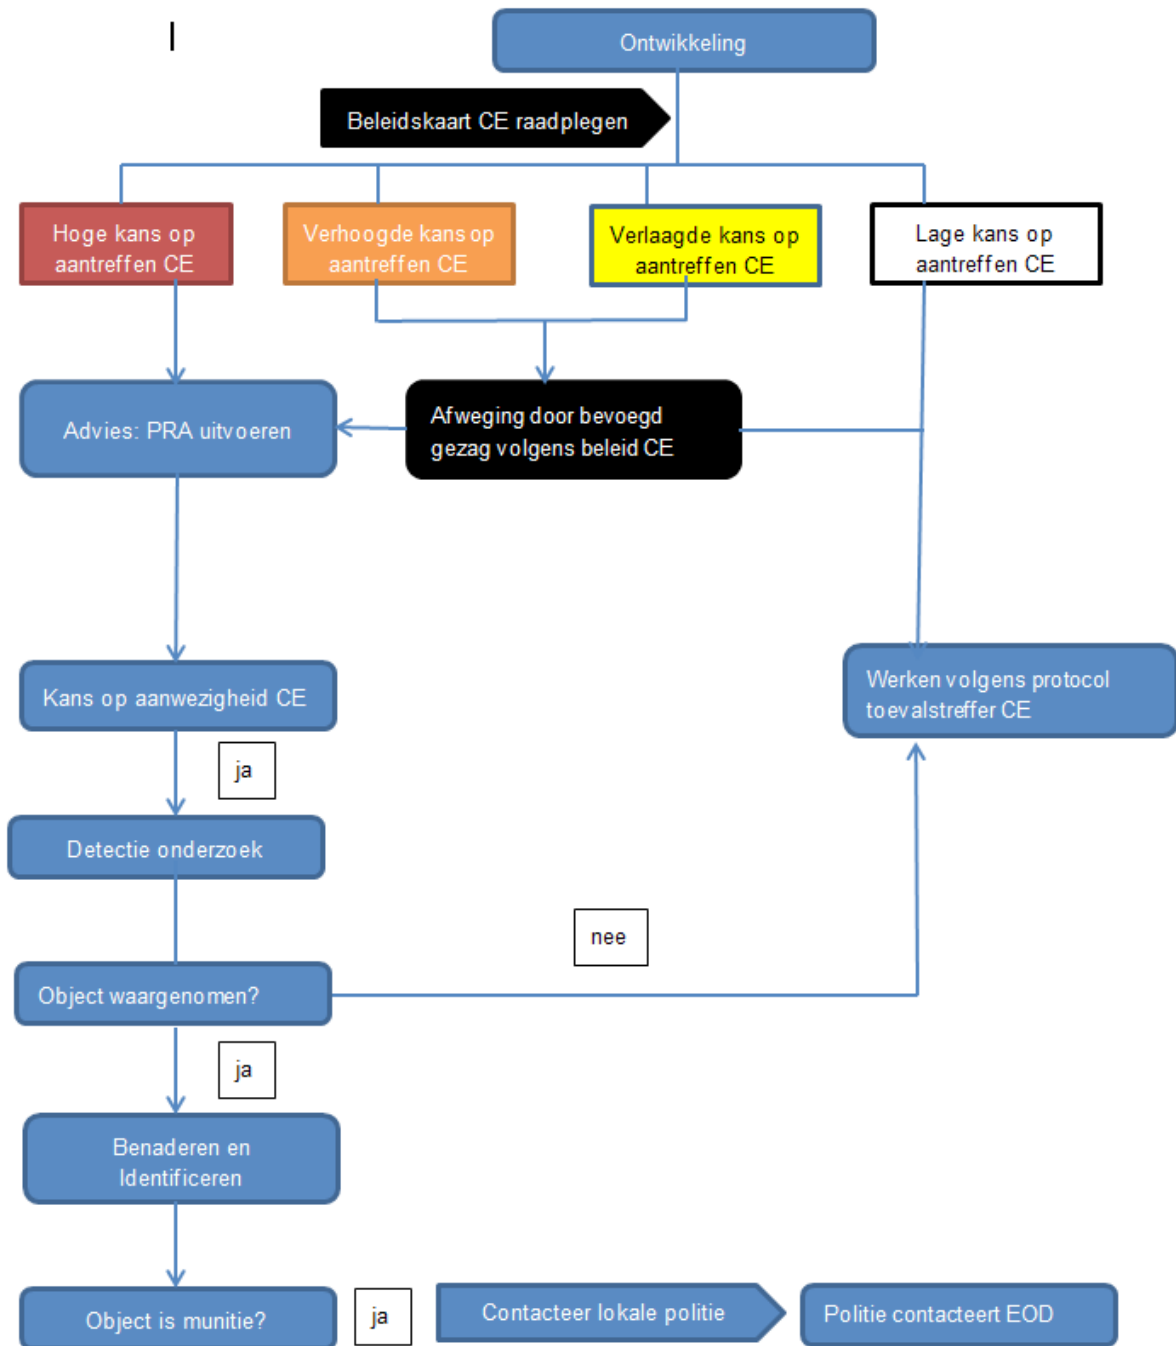 Ontwikkeling
Beleidskaart CE raadplegen
Hoge kans op
aantreffen CE
Verhoogde kans op
aantreffen CE
Verlaagde kans op
aantreffen CE
Lage kans op
aantreffen CE
Advies: PRA uitvoeren
Afweging door bevoegd
gezag volgens beleid CE
Kans op aanwezigheid CE
Werken volgens protocol
toevalstreffer CE
ja
Detectie onderzoek
nee
Object waargenomen?
ja
Benaderen en
Identificeren
Object is munitie?
ja
Contacteer lokale politie
Politie contacteert EOD